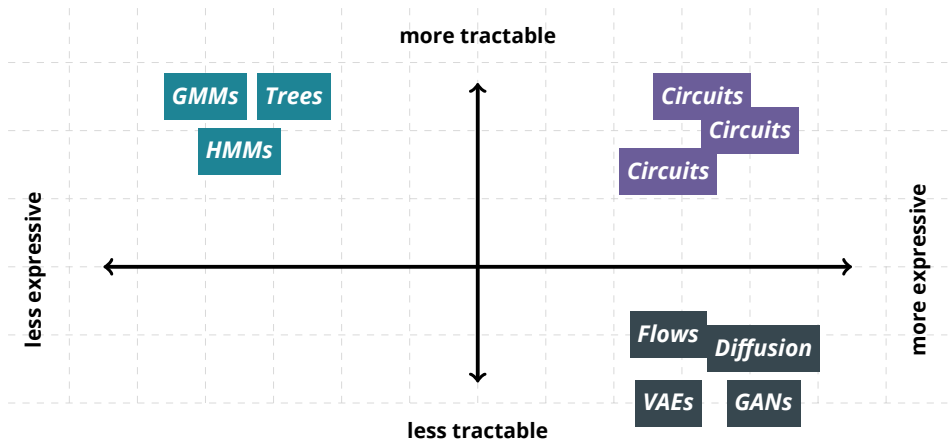 more tractable
GMMs
Trees
HMMs
Circuits
Circuits
Circuits
less expressive
more expressive
Flows
Diffusion
VAEs
GANs
less tractable